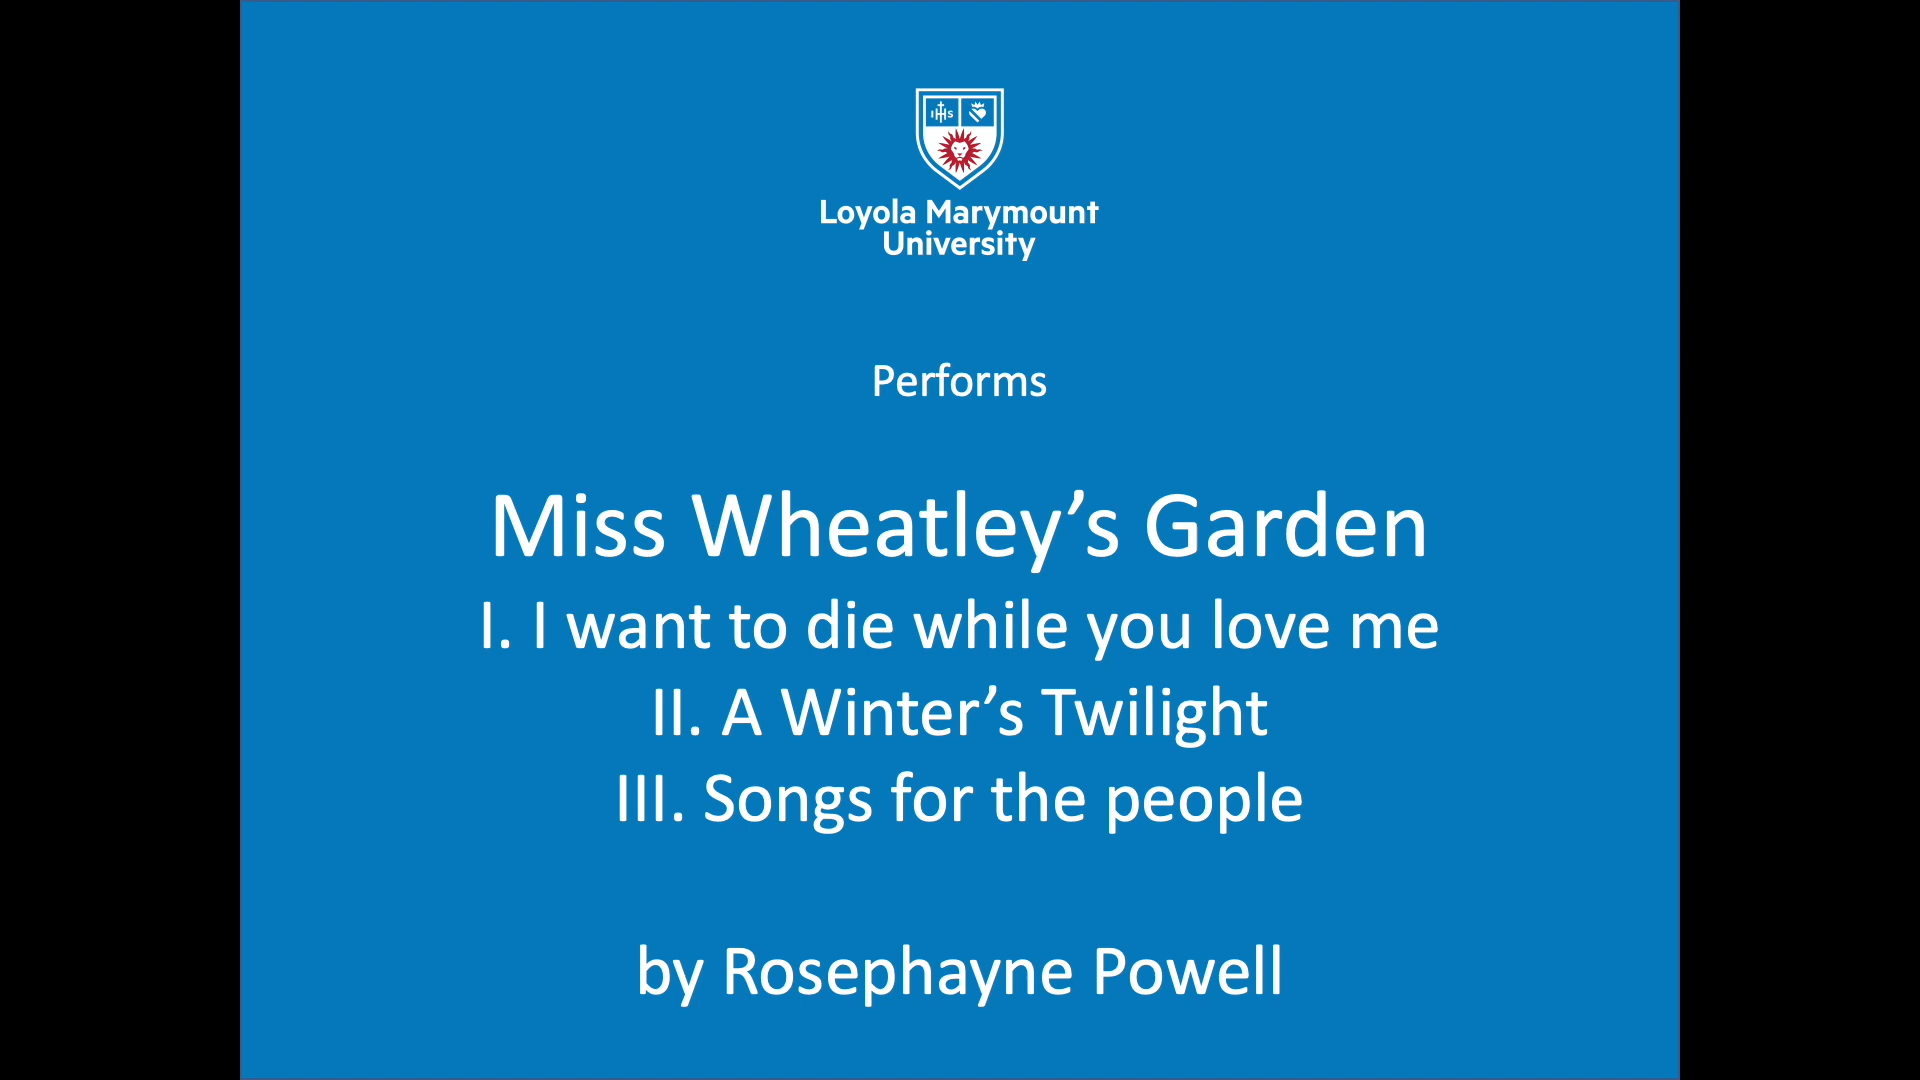 IHS
Loyola Marymount
University
Performs
Miss Wheatley’s Garden
I. I want to die while you love me
II. A Winter’s Twilight
III. Songs for the people
by Rosephayne Powell